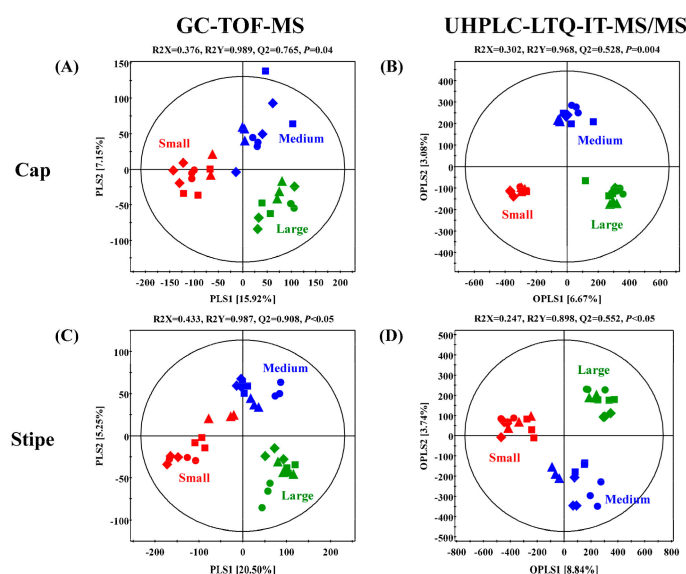 GC-TOF-MS
UHPLC-LTQ-IT-MS/MS
Cap
(A)
R2X=0.376, R2Y=0.989, Q2=0.765, P=0.04
PLS2 [7.15%]
150
100
50
0
-50
-100
Small
Medium
Large
-200 -150 -100 -50 0 50 100 150 200
PLS1 [15.92%]
(B)
R2X=0.302, R2Y=0.968, Q2=0.528, P=0.004
OPLS2 [3.08%]
400
300
200
100
0
-100
-200
-300
-400
Medium
Small
Large
-600 -400 -200 0 200 400 600
OPLS1 [6.67%]
Stipe
(C)
R2X=0.433, R2Y=0.987, Q2=0.908, P<0.05
PLS2 [5.25%]
100
50
0
-50
-100
Medium
Small
Large
-200 -100 0 100 200
PLS1 [20.50%]
(D)
R2X=0.247, R2Y=0.898, Q2=0.552, P<0.05
OPLS2 [3.74%]
500
400
300
200
100
0
-100
-200
-300
-400
-500
Large
Small
Medium
-800 -600 -400 -200 0 200 400 600 800
OPLS1 [8.84%]